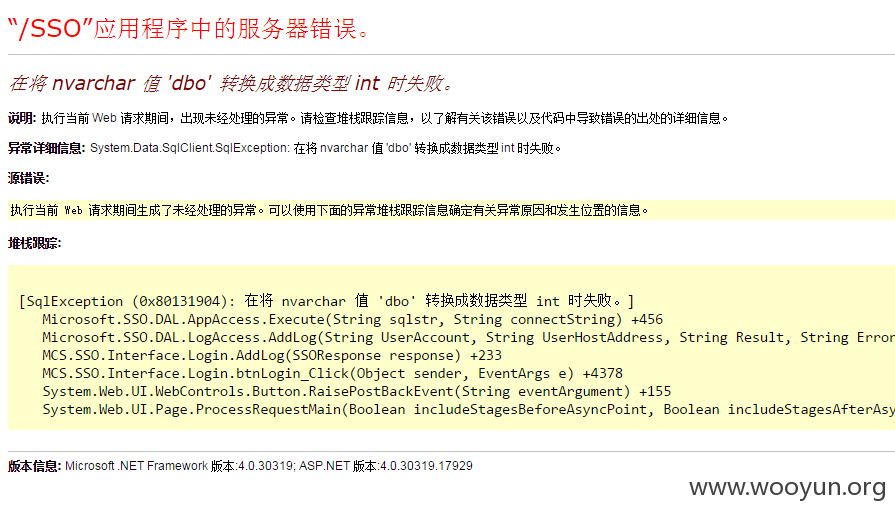 “/SSO”应用程序中的服务器错误。
在将 nvarchar 值 'dbo' 转换成数据类型 int 时失败。
说明: 执行当前 Web 请求期间，出现未经处理的异常。请检查堆栈跟踪信息，以了解有关该错误以及代码中导致错误的出处的详细信息。
异常详细信息: System.Data.SqlClient.SqlException: 在将 nvarchar 值 'dbo' 转换成数据类型 int 时失败。
源错误:
执行当前 Web 请求期间生成了未经处理的异常。可以使用下面的异常堆栈跟踪信息确定有关异常原因和发生位置的信息。
堆栈跟踪:
[SqlException (0x80131904): 在将 nvarchar 值 'dbo' 转换成数据类型 int 时失败。]
Microsoft.SSO.DAL.AppAccess.Execute(String sqlstr, String connectString) +456
Microsoft.SSO.DAL.LogAccess.AddLog(String UserAccount, String UserHostAddress, String Result, String Error
MCS.SSO.Interface.Login.AddLog(SSOResponse response) +233
MCS.SSO.Interface.Login.btnLogin_Click(Object sender, EventArgs e) +4378
System.Web.UI.WebControls.Button.RaisePostBackEvent(String eventArgument) +155
System.Web.UI.Page.ProcessRequestMain(Boolean includeStagesBeforeAsyncPoint, Boolean includeStagesAfterAsy
版本信息: Microsoft .NET Framework 版本:4.0.30319; ASP.NET 版本:4.0.30319.17929
www.wooyun.org